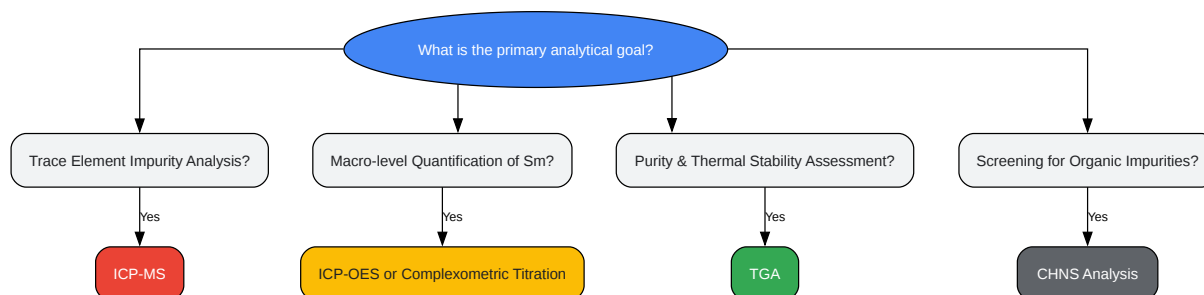 What is the primary analytical goal?
Trace Element Impurity Analysis?
Macro-level Quantification of Sm?
Purity & Thermal Stability Assessment?
Screening for Organic Impurities?
Yes
Yes
Yes
Yes
ICP-MS
ICP-OES or Complexometric Titration
TGA
CHNS Analysis